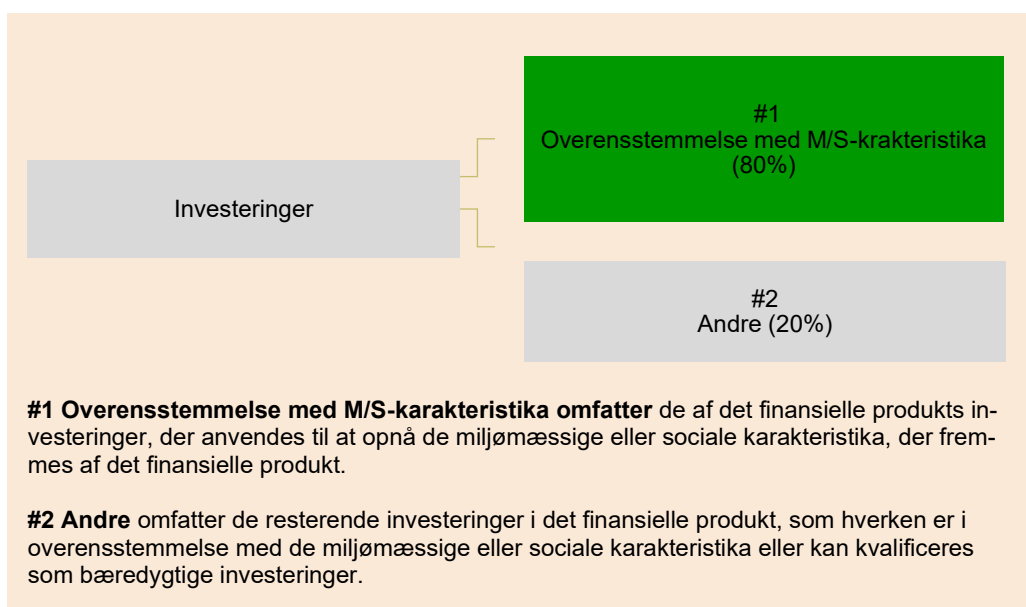 #1
Overensstemmelse med M/S-krakteristika
(80%)
Investeringer
#2
Andre (20%)
#1 Overensstemmelse med M/S-karakteristika omfatter de af det finansielle produkts in-
vesteringer, der anvendes til at opnå de miljømæssige eller sociale karakteristika, der frem-
mes af det finansielle produkt.
#2 Andre omfatter de resterende investeringer i det finansielle produkt, som hverken er i
overensstemmelse med de miljømæssige eller sociale karakteristika eller kan kvalificeres
som bæredygtige investeringer.